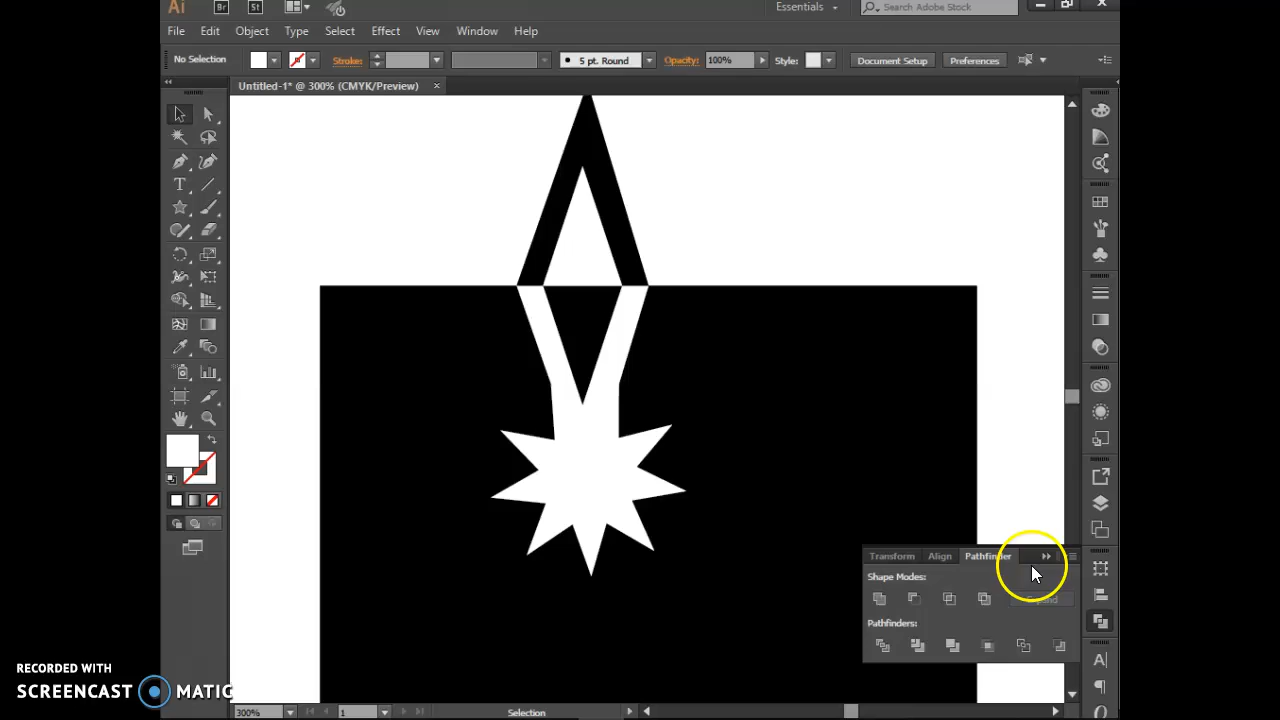 Ai Br St Essentials Search Adobe Stock
File Edit Object Type Select Effect View Window Help
No Selection Stroke: 5 pt. Round Opacity: 100% Style: Document Setup Preferences
Untitled-1* @ 300% (CMYK/Preview) ×
Transform Align Pathfinder
Shape Modes:
Expand
Pathfinders:
RECORDED WITH
SCREENCAST MATIC
300% 1 Selection